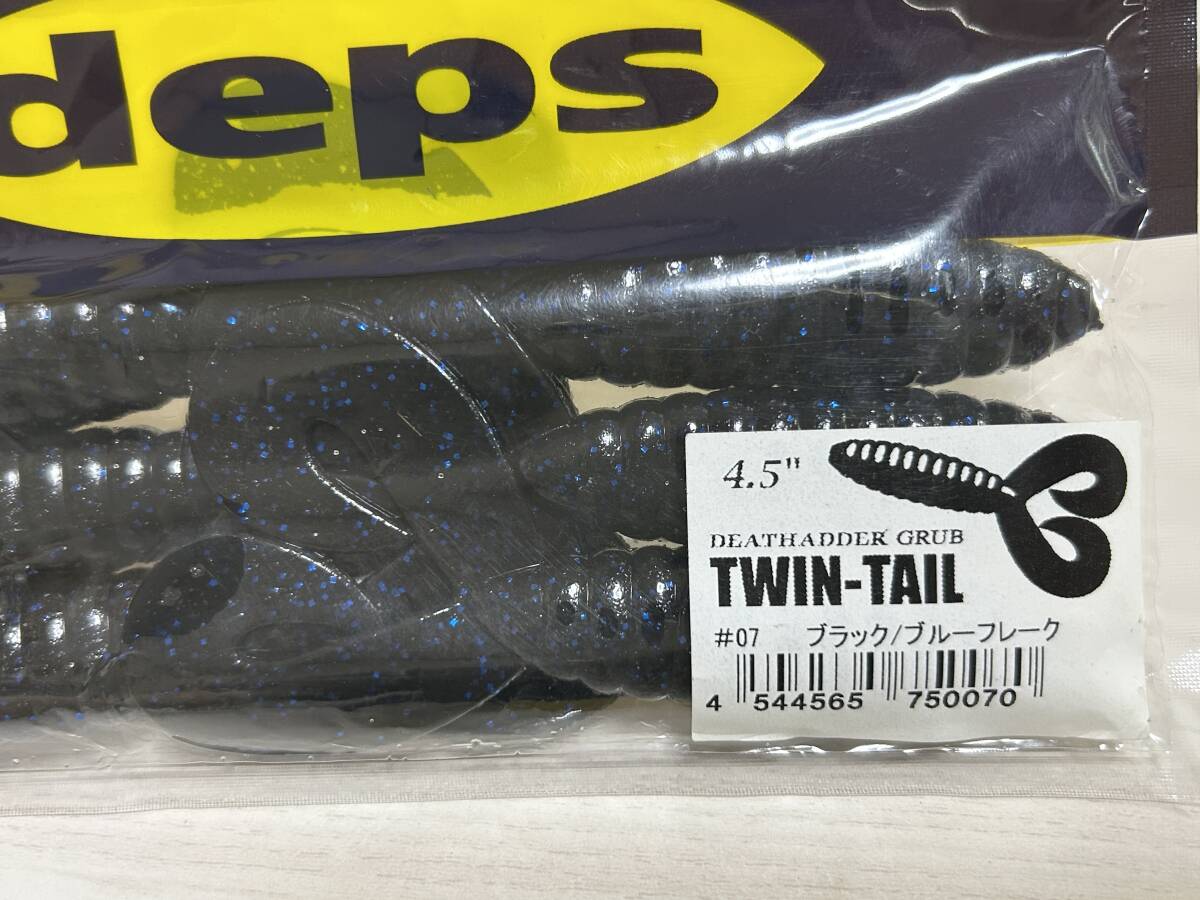 deps
4.5"
DEATHADDER GRUB
TWIN-TAIL
#07 ブラック/ブルーフレーク
4 544565 750070